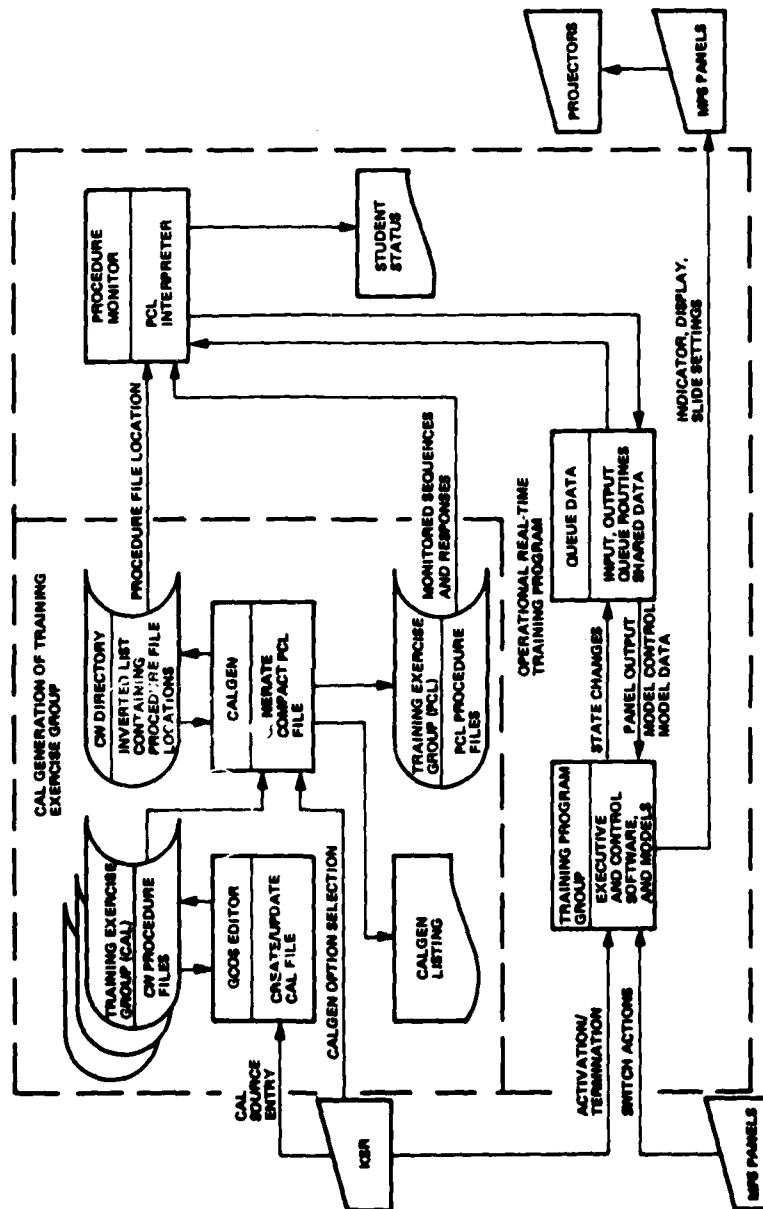 CAL GENERATION OF TRAINING
EXERCISE GROUP
TRAINING EXERCISE
GROUP (CAL)
CW PROCEDURE
FILES
GCOS EDITOR
CREATE/UPDATE
CAL FILE
CAL
SOURCE
ENTRY
KSR
CALGEN OPTION SELECTION
CW DIRECTORY
INVERTED LIST
CONTAINING
PROCEDURE FILE
LOCATIONS
CALGEN
NERATE
COMPACT PCL
FILE
CALGEN
LISTING
TRAINING EXERCISE
GROUP (PCL)
PCL PROCEDURE
FILES
PROCEDURE FILE LOCATION
MONITORED SEQUENCES
AND RESPONSES
PROCEDURE
MONITOR
PCL
INTERPRETER
STUDENT
STATUS
OPERATIONAL REAL-TIME
TRAINING PROGRAM
ACTIVATION/
TERMINATION
SWITCH ACTIONS
MPS PANELS
TRAINING PROGRAM
GROUP
EXECUTIVE
AND CONTROL
SOFTWARE,
AND MODELS
STATE CHANGES
PANEL OUTPUT
MODEL CONTROL
MODEL DATA
QUEUE DATA
INPUT, OUTPUT
QUEUE ROUTINES
SHARED DATA
INDICATOR, DISPLAY,
SLIDE SETTINGS
PROJECTORS
MPS PANELS